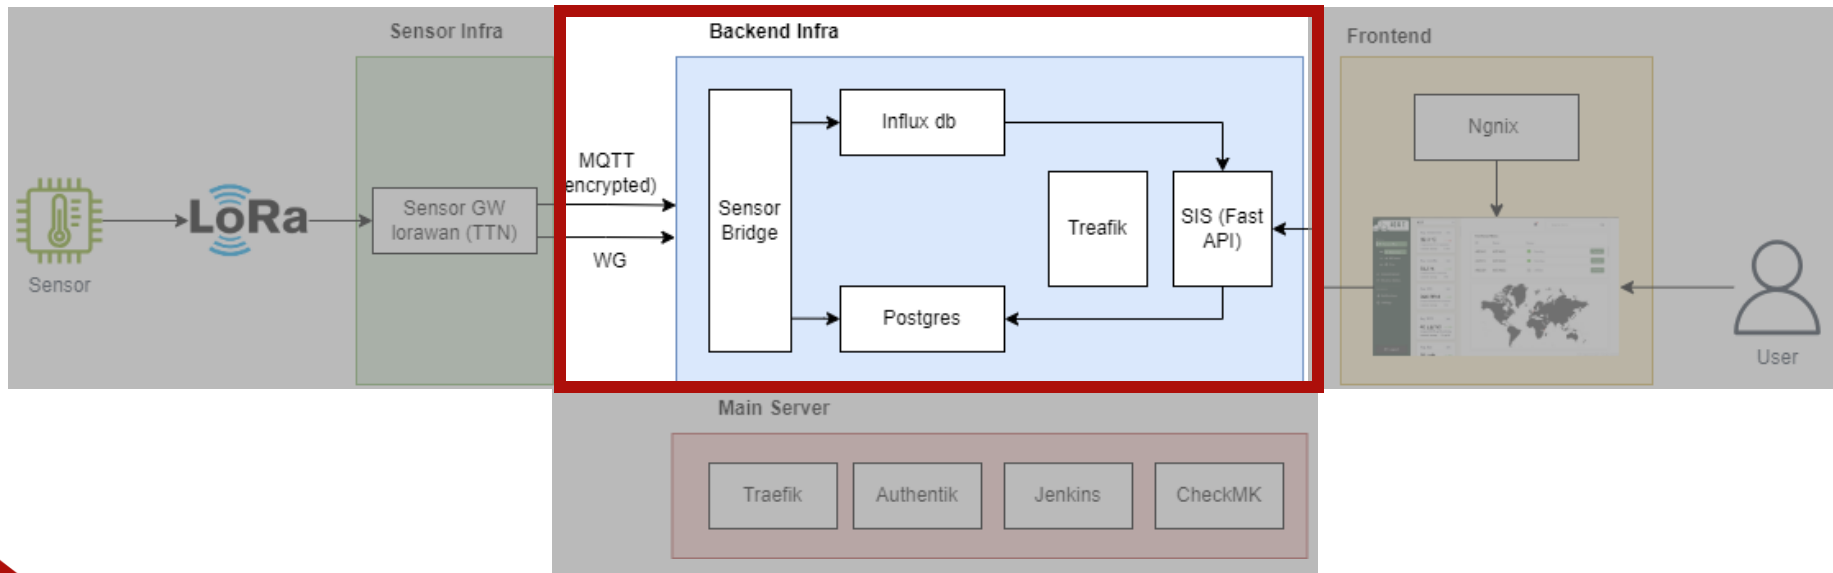 Sensor Infra
Backend Infra
Frontend
Sensor
LoRa
Sensor GW
lorawan (TTN)
MQTT
encrypted)
WG
Sensor
Bridge
Influx db
Postgres
Treafik
SIS (Fast
API)
Ngnix
User
Main Server
Traefik
Authentik
Jenkins
CheckMK